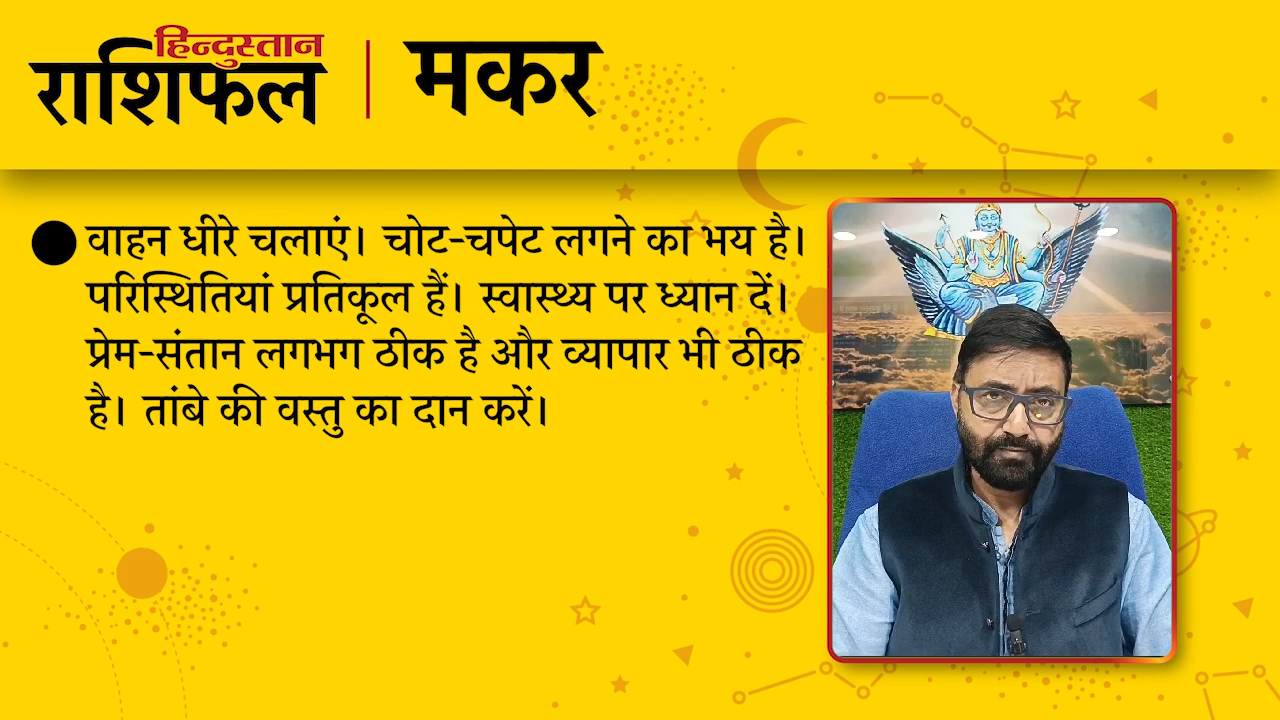 हिन्दुस्तान
राशिफल
मकर
वाहन धीरे चलाएं। चोट-चपेट लगने का भय है।
परिस्थितियां प्रतिकूल हैं। स्वास्थ्य पर ध्यान दें।
प्रेम-संतान लगभग ठीक है और व्यापार भी ठीक
है। तांबे की वस्तु का दान करें।